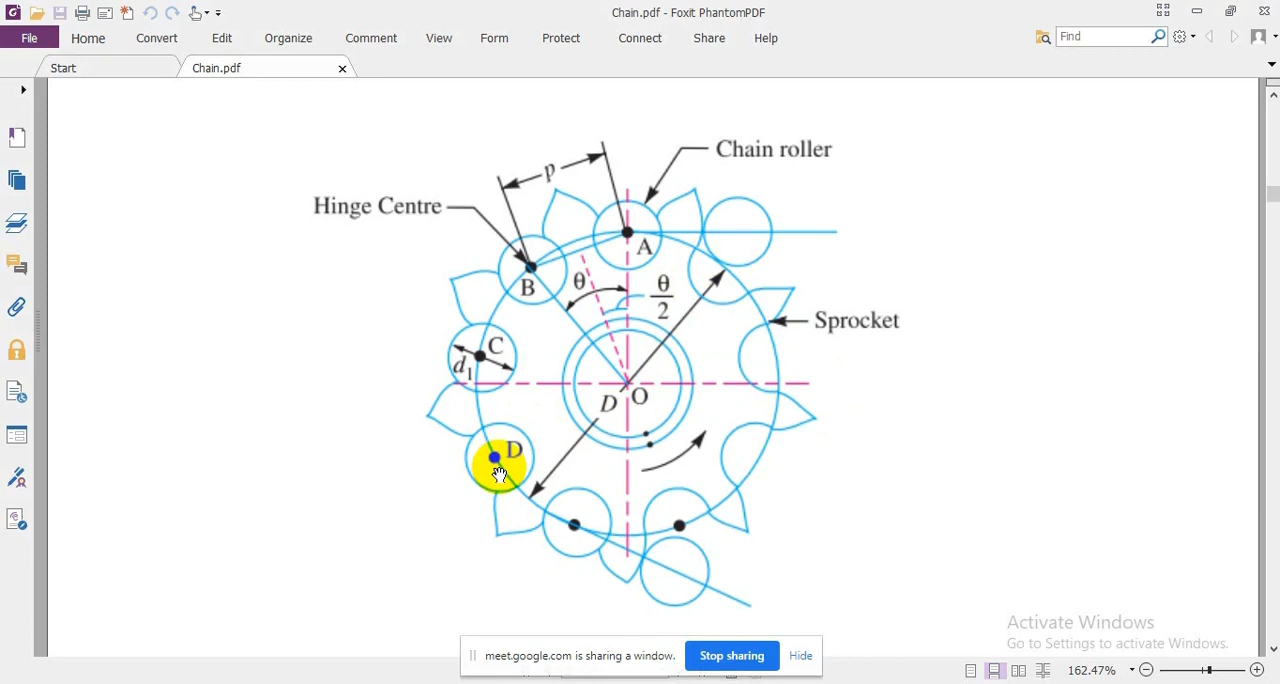 Chain.pdf - Foxit PhantomPDF
File Home Convert Edit Organize Comment View Form Protect Connect Share Help Find
Start Chain.pdf
Chain roller
p
Hinge Centre
A
B
θ
θ
2
Sprocket
C
d1
D O
D
Activate Windows
Go to Settings to activate Windows.
meet.google.com is sharing a window. Stop sharing Hide
162.47%